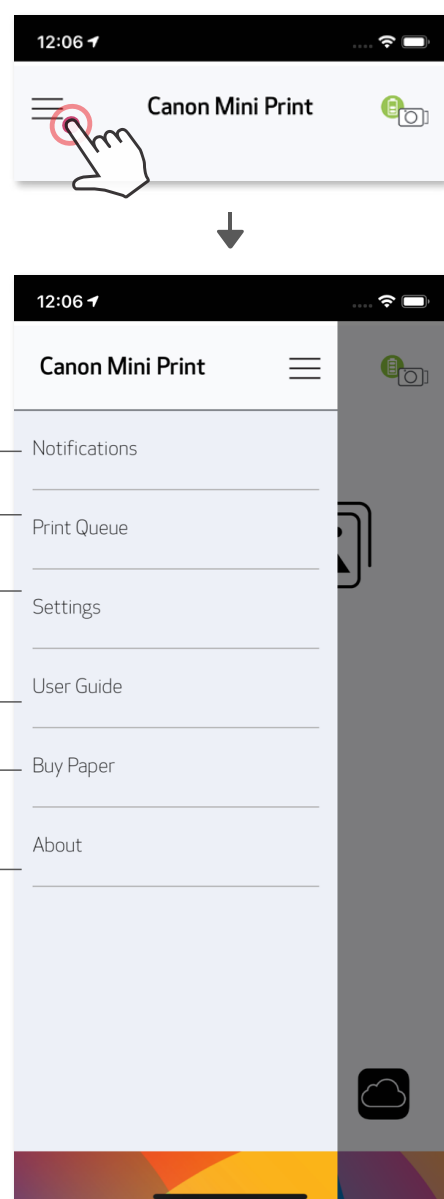 12:06
Canon Mini Print
12:06
Canon Mini Print
Notifications
Print Queue
Settings
User Guide
Buy Paper
About